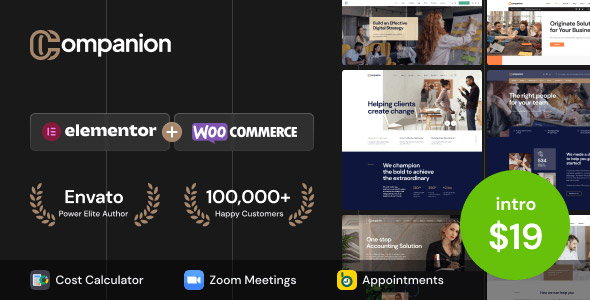 Companion
elementor + WOO COMMERCE
Envato
Power Elite Author
100,000+
Happy Customers
Cost Calculator
Zoom Meetings
Appointments
Build an Effective
Digital Strategy
Originate Solutions
for Your Business
Helping clients
create change
The right people
for your team
We champion
the bold to achieve
the extraordinary
One stop
Accounting Solution
intro
$19